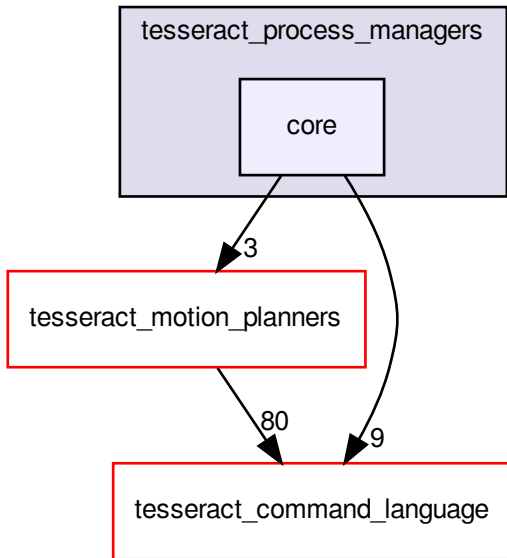 tesseract_process_managers
core
3
tesseract_motion_planners
80
9
tesseract_command_language